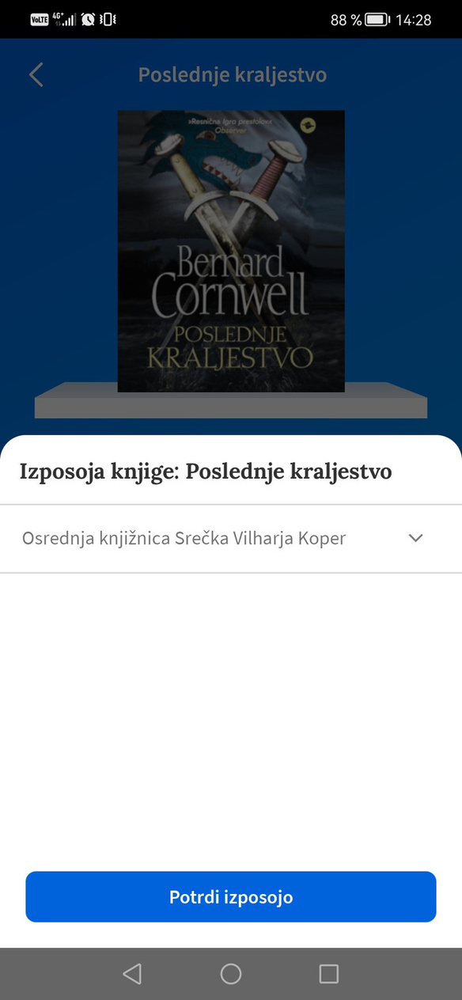 VoLTE 4G+ 88 % 14:28
Poslednje kraljestvo
»Resnična Igra prestolov«
Observer
Bernard
Cornwell
POSLEDNJE
KRALJESTVO
Izposoja knjige: Poslednje kraljestvo
Osrednja knjižnica Srečka Vilharja Koper
Potrdi izposojo